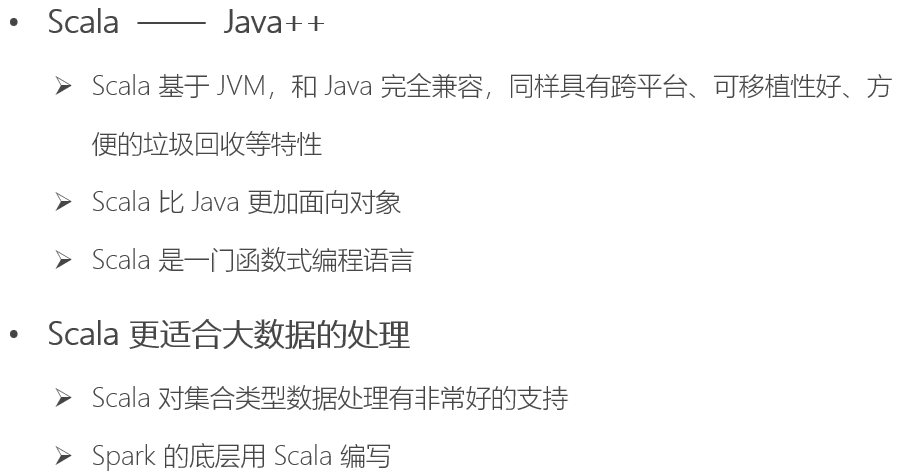 • Scala —— Java++
➢ Scala 基于 JVM，和 Java 完全兼容，同样具有跨平台、可移植性好、方
便的垃圾回收等特性
➢ Scala 比 Java 更加面向对象
➢ Scala 是一门函数式编程语言
• Scala 更适合大数据的处理
➢ Scala 对集合类型数据处理有非常好的支持
➢ Spark 的底层用 Scala 编写